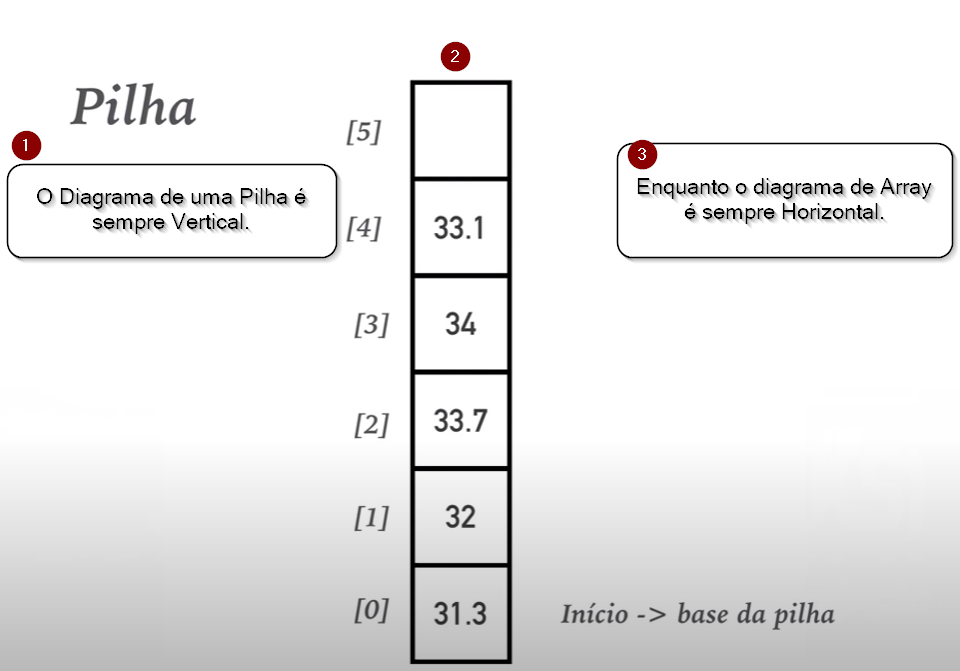 2
Pilha
[5]
1
3
O Diagrama de uma Pilha é
sempre Vertical.
Enquanto o diagrama de Array
é sempre Horizontal.
[4]
33.1
[3]
34
[2]
33.7
[1]
32
[0]
31.3
Início -> base da pilha